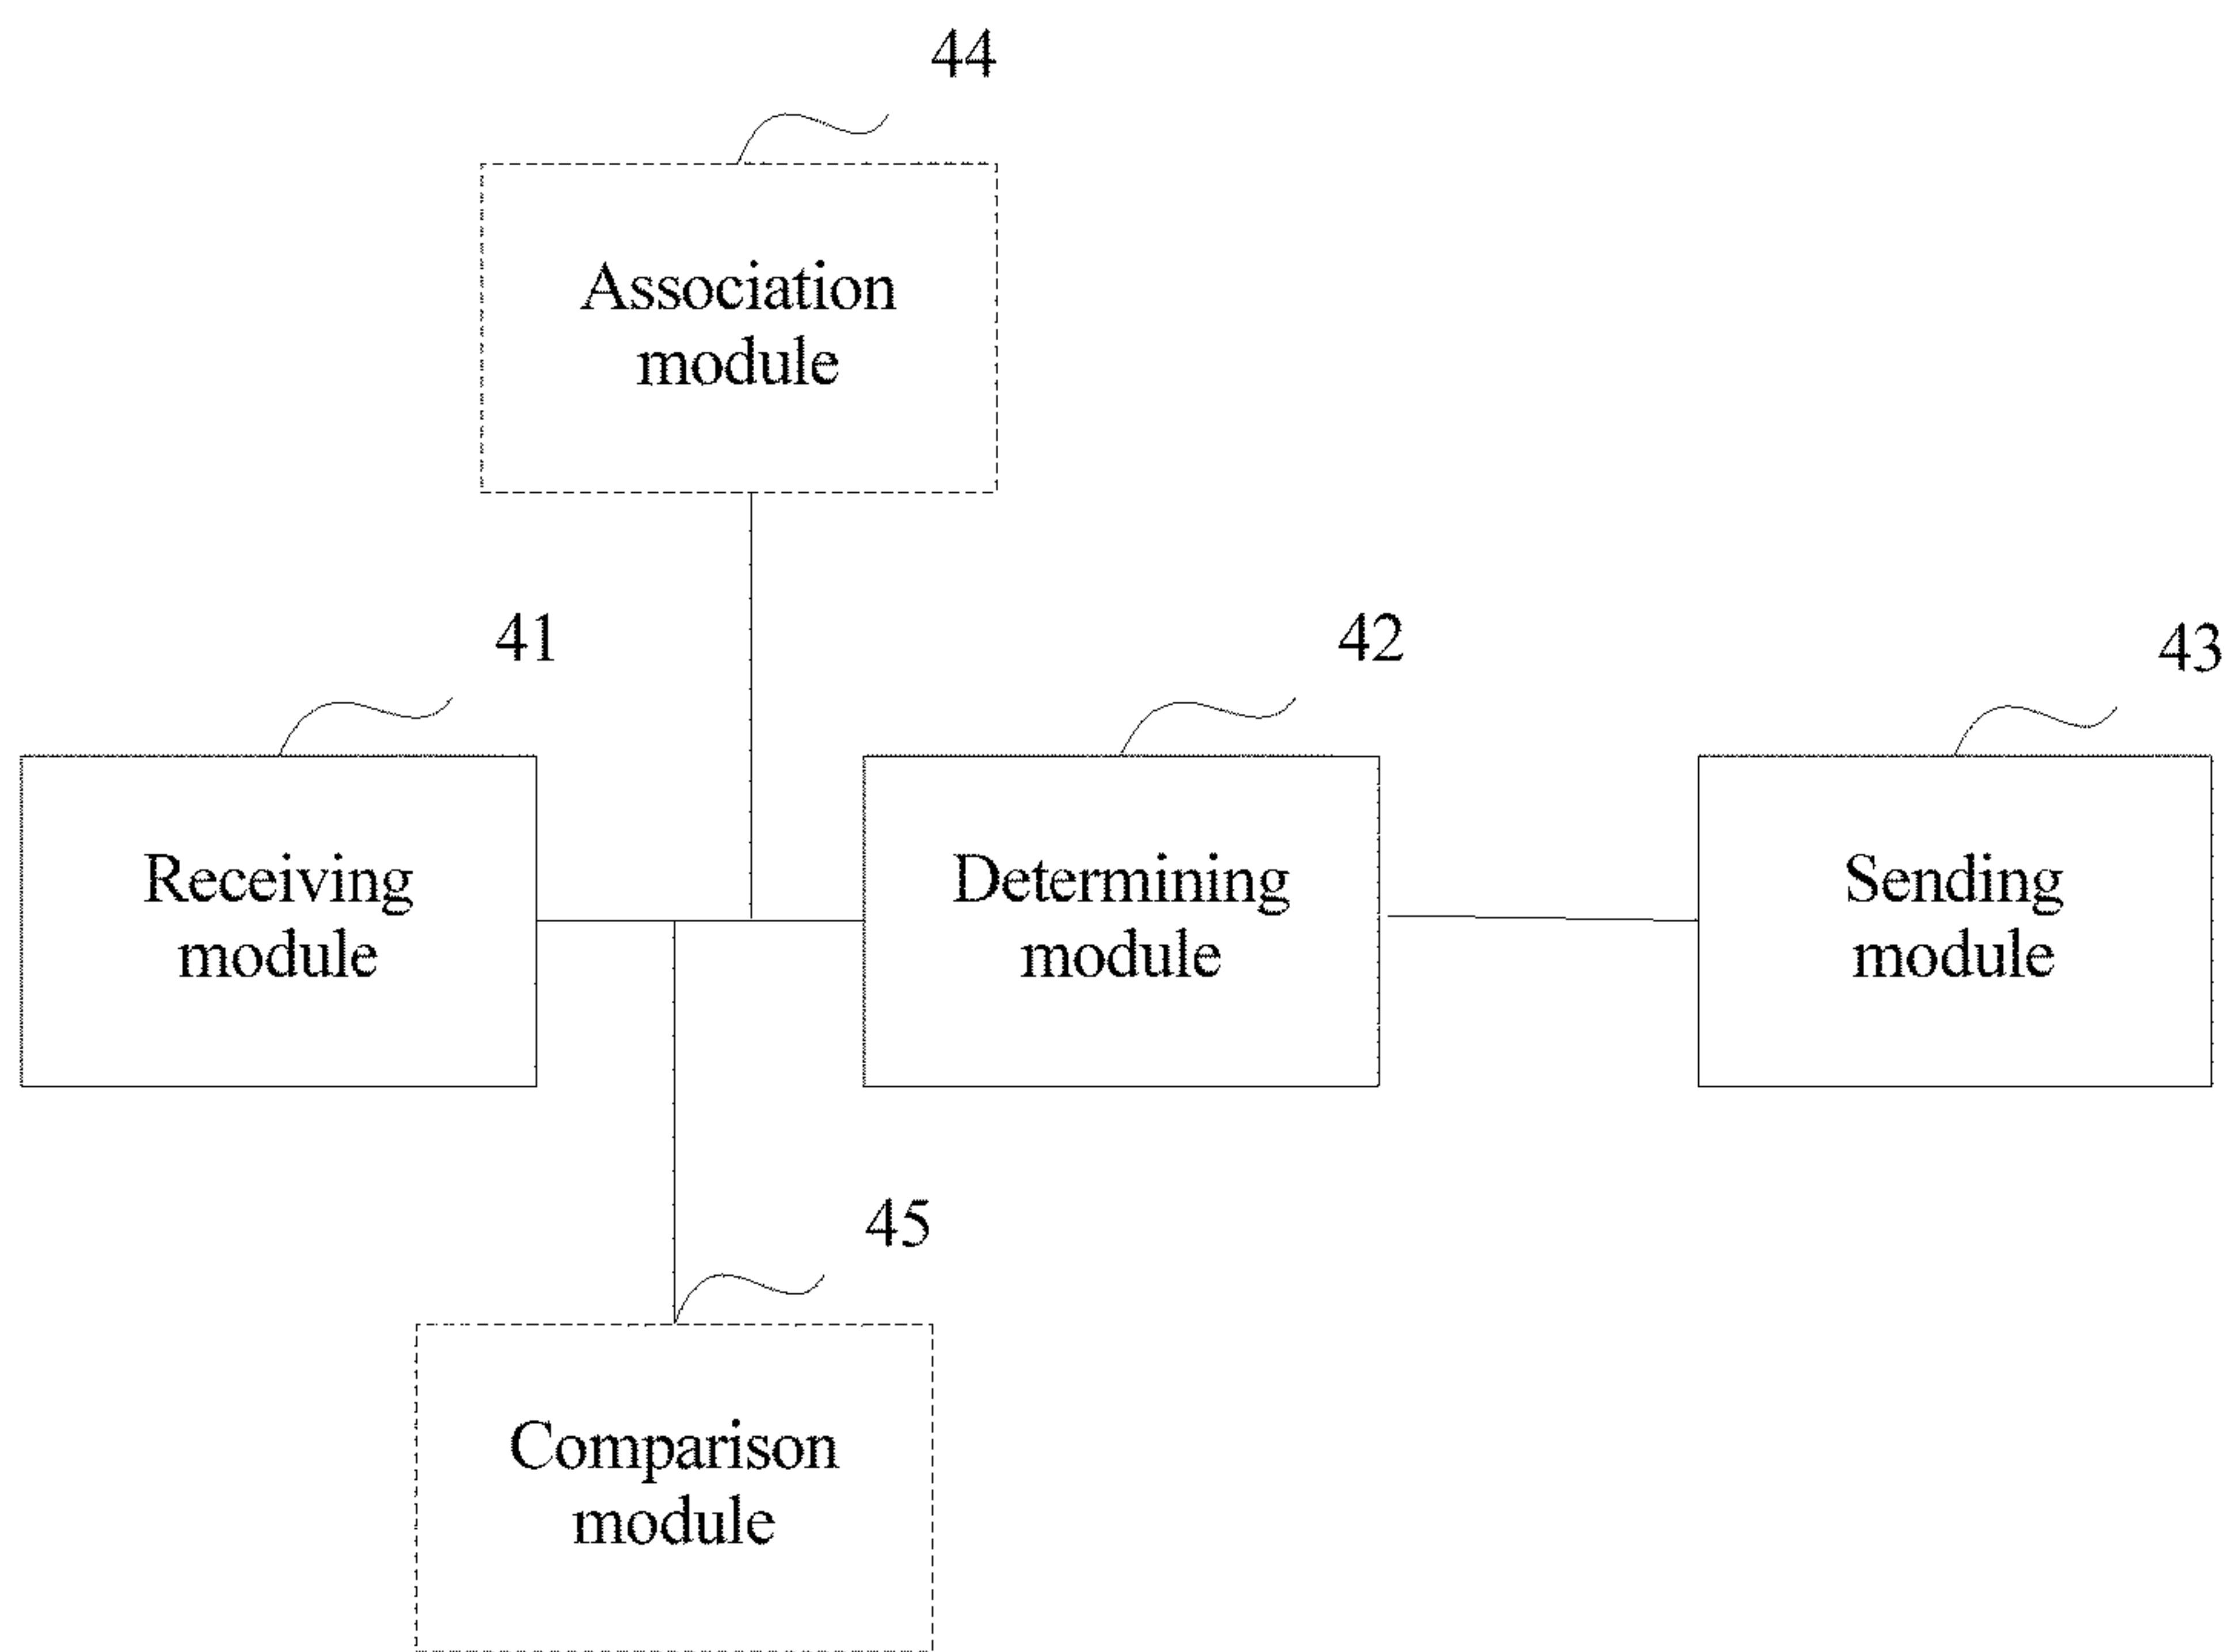 44
Association
module
41
42
43
Receiving
module
Determining
module
Sending
module
45
Comparison
module